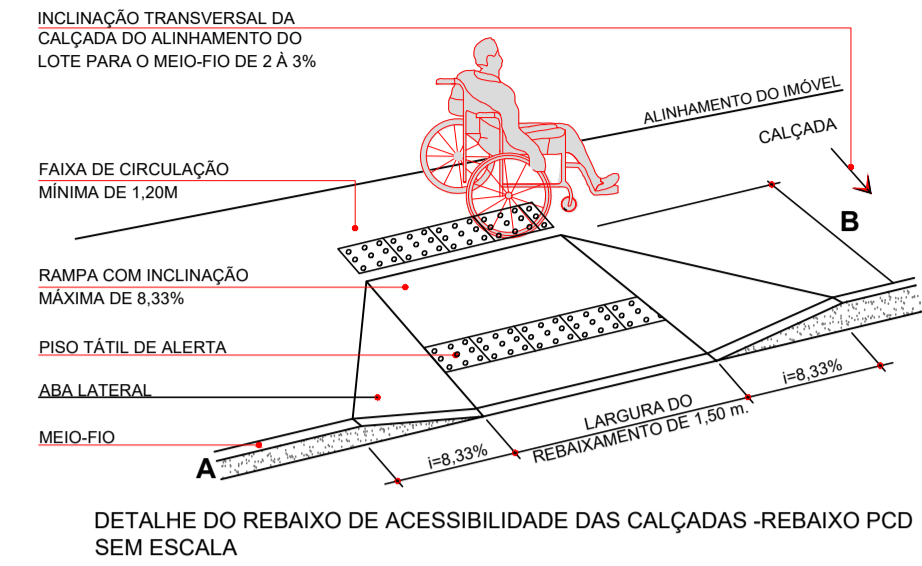 INCLINAÇÃO TRANSVERSAL DA
CALÇADA DO ALINHAMENTO DO
LOTE PARA O MEIO-FIO DE 2 À 3%
ALINHAMENTO DO IMÓVEL
CALÇADA
FAIXA DE CIRCULAÇÃO
MÍNIMA DE 1,20M
B
RAMPA COM INCLINAÇÃO
MÁXIMA DE 8,33%
PISO TÁTIL DE ALERTA
ABA LATERAL
MEIO-FIO
A
i=8,33%
LARGURA DO
REBAIXAMENTO DE 1,50 m.
i=8,33%
DETALHE DO REBAIXO DE ACESSIBILIDADE DAS CALÇADAS -REBAIXO PCD
SEM ESCALA